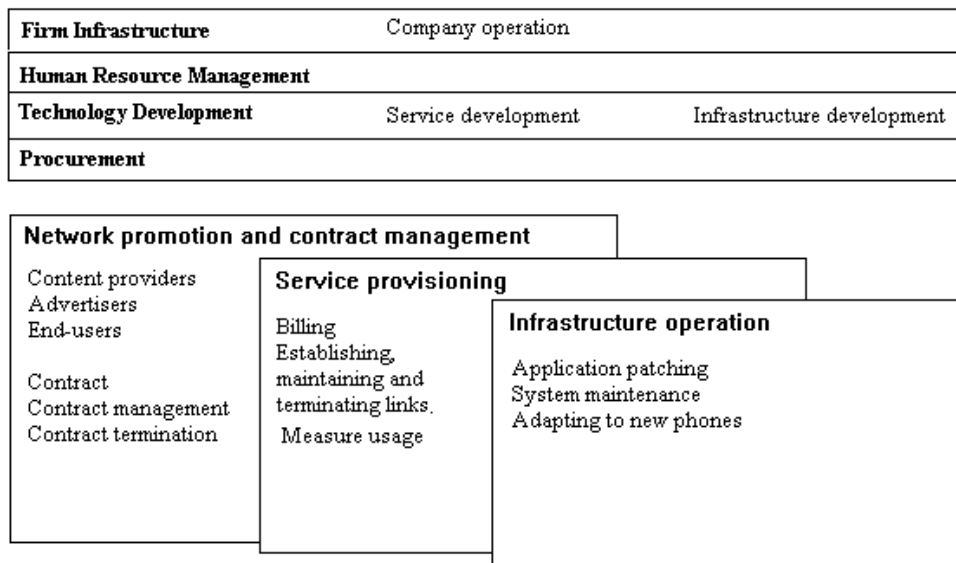 Firm Infrastructure Company operation
Human Resource Management
Technology Development Service development Infrastructure development
Procurement
Network promotion and contract management
Content providers
Advertisers
End-users
Contract
Contract management
Contract termination
Service provisioning
Billing
Establishing,
maintaining and
terminating links.
Measure usage
Infrastructure operation
Application patching
System maintenance
Adapting to new phones